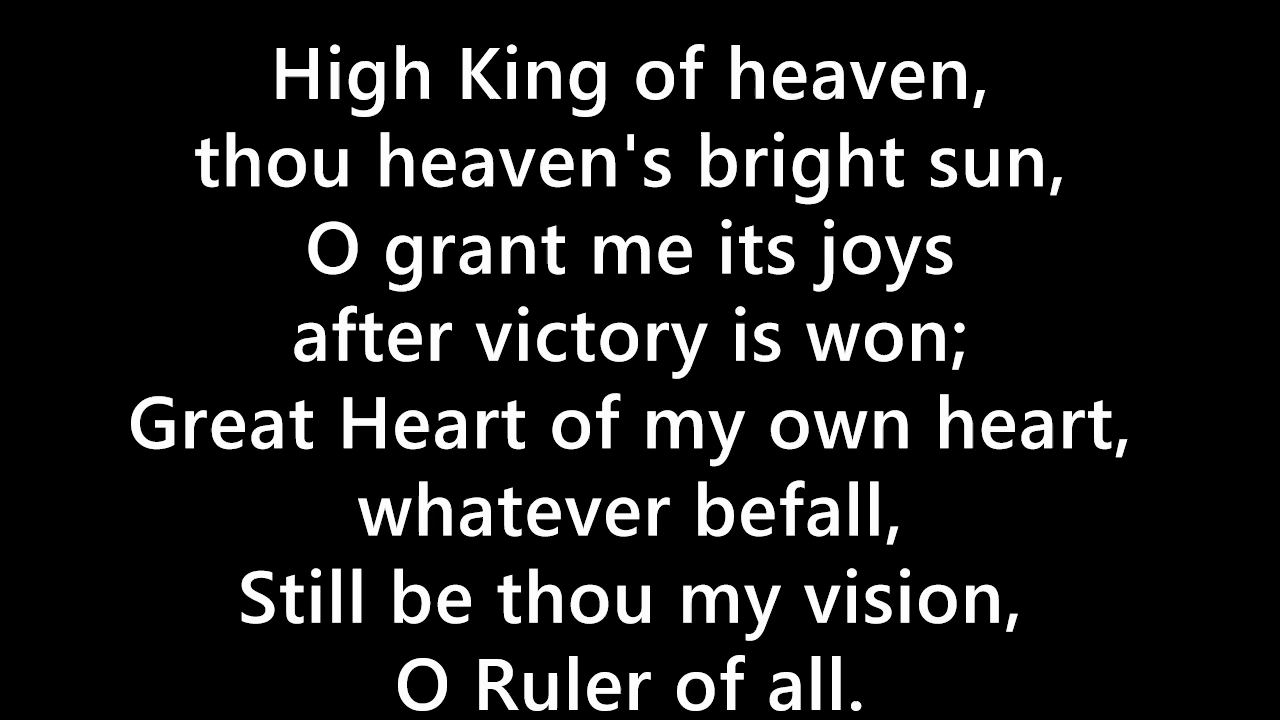 High King of heaven,
thou heaven's bright sun,
O grant me its joys
after victory is won;
Great Heart of my own heart,
whatever befall,
Still be thou my vision,
O Ruler of all.